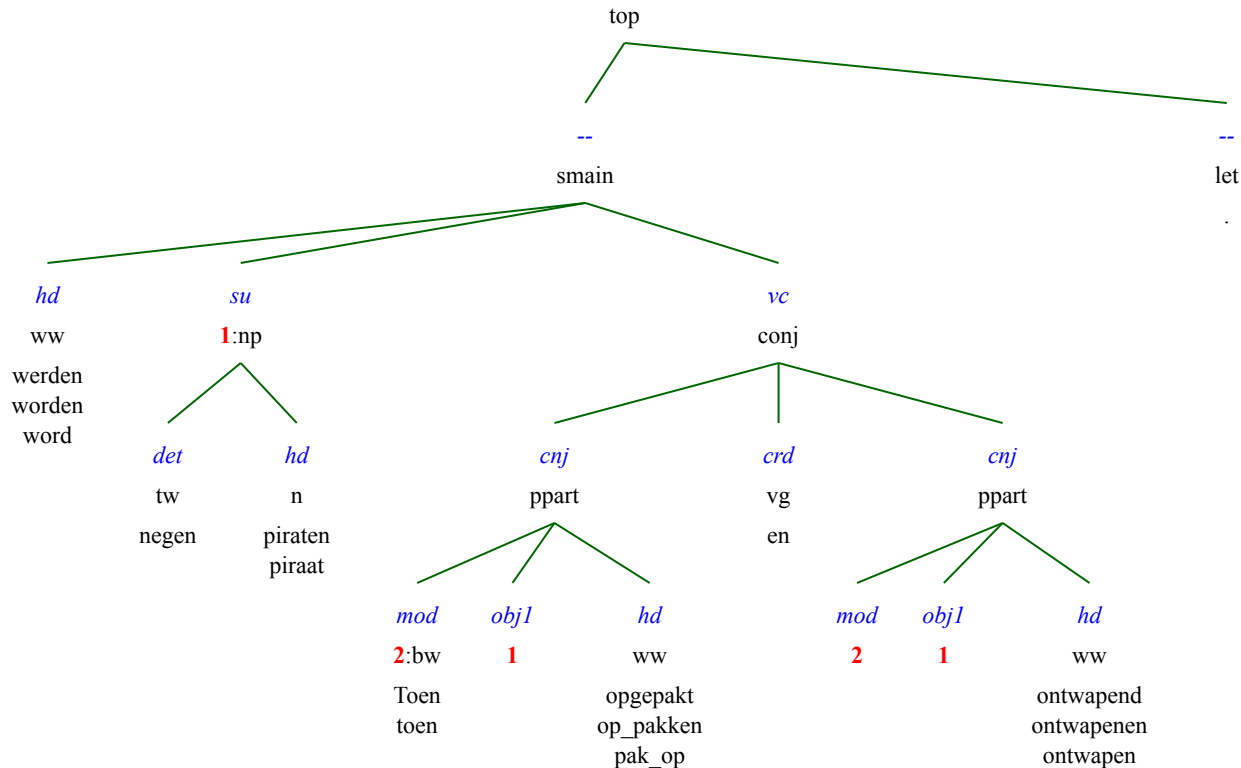 top
-- --
smain let
.
hd su vc
ww 1:np conj
werden
worden
word
det hd cnj crd cnj
tw n ppart vg ppart
negen piraten en
piraat
mod obj1 hd mod obj1 hd
2:bw 1 ww 2 1 ww
Toen opgepakt ontwapend
toen op_pakken ontwapenen
pak_op ontwapen